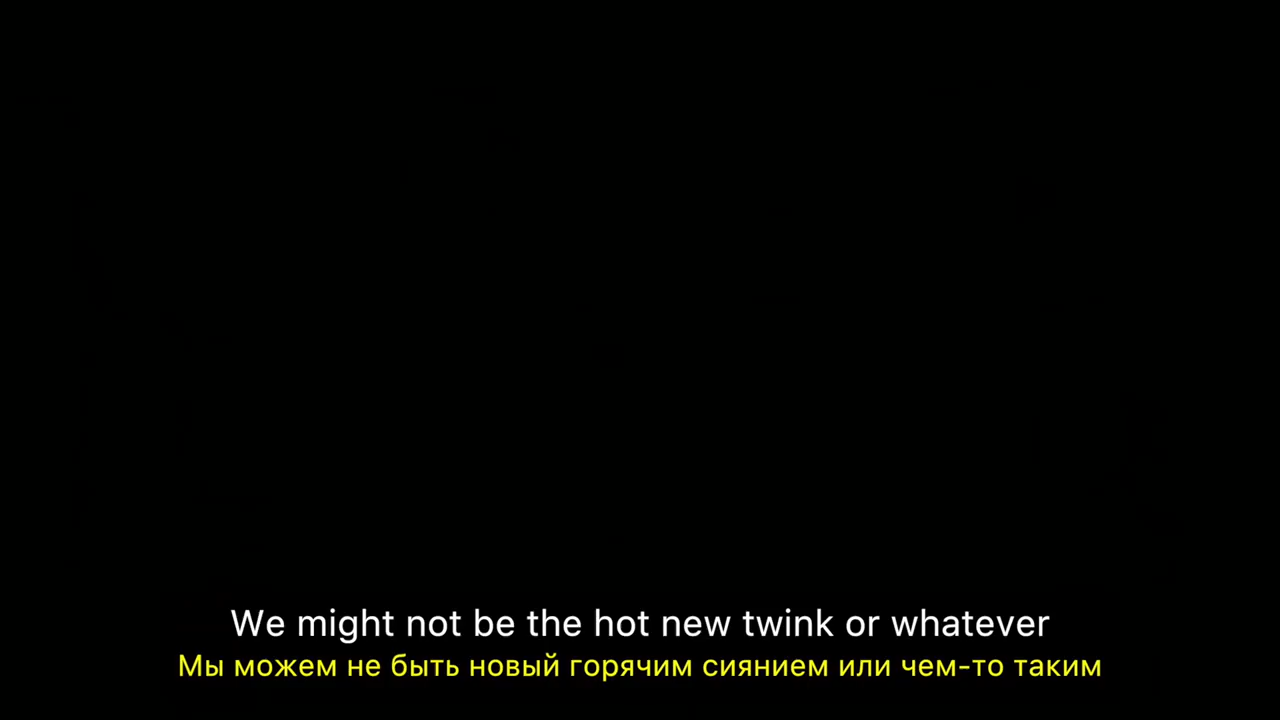 We might not be the hot new twink or whatever
Мы можем не быть новый горячим сиянием или чем-то таким